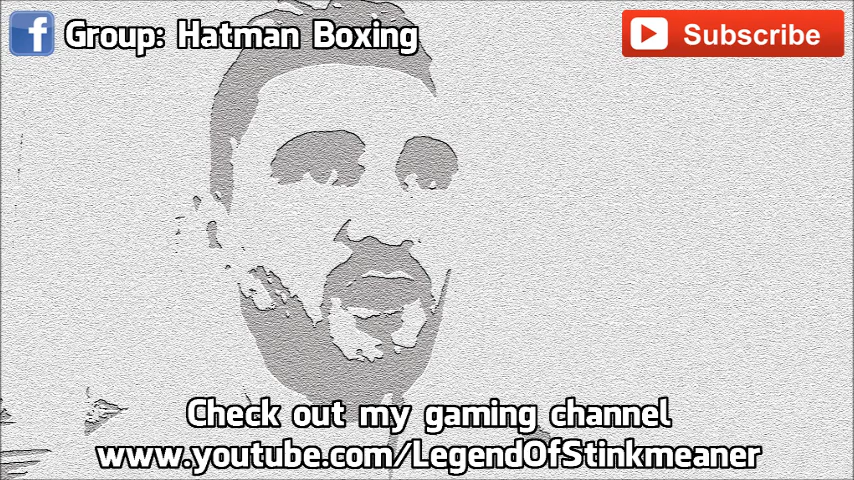 Group: Hatman Boxing
Subscribe
Check out my gaming channel
www.youtube.com/LegendOfStinkmeaner